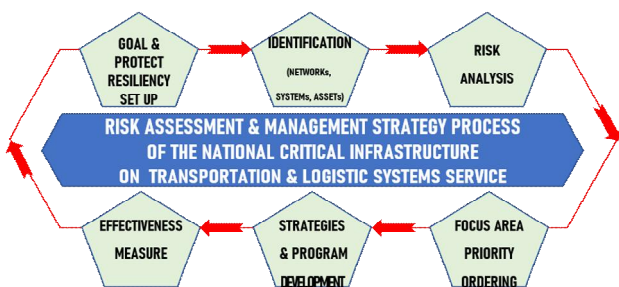 GOAL &
PROTECT
RESILIENCY
SET UP
IDENTIFICATION
(NETWORKS,
SYSTEMS, ASSETs)
RISK
ANALYSIS
RISK ASSESSMENT & MANAGEMENT STRATEGY PROCESS
OF THE NATIONAL CRITICAL INFRASTRUCTURE
ON TRANSPORTATION & LOGISTIC SYSTEMS SERVICE
EFFECTIVENESS
MEASURE
STRATEGIES
& PROGRAM
DEVELOPMENT
FOCUS AREA
PRIORITY
ORDERING